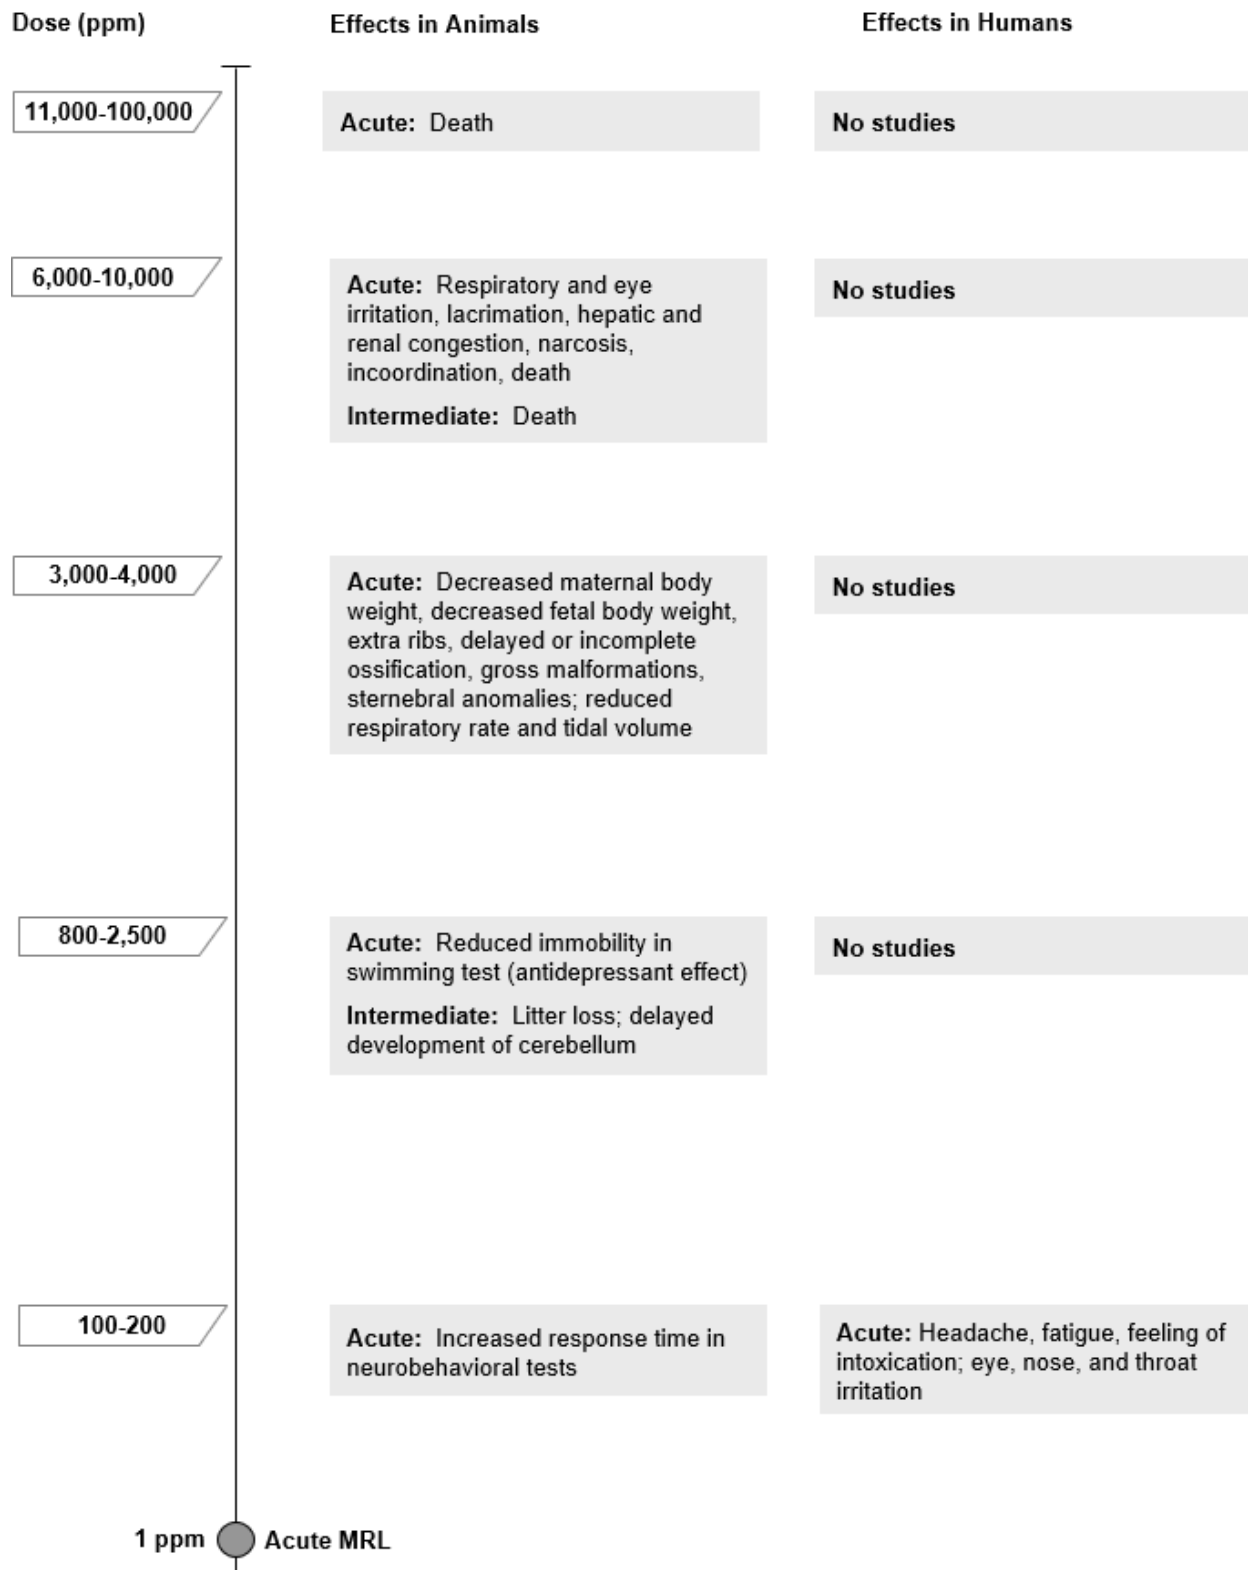 Dose (ppm)
Effects in Animals
Effects in Humans
11,000-100,000
Acute: Death
No studies
6,000-10,000
Acute: Respiratory and eye
irritation, lacrimation, hepatic and
renal congestion, narcosis,
incoordination, death
Intermediate: Death
No studies
3,000-4,000
Acute: Decreased maternal body
weight, decreased fetal body weight,
extra ribs, delayed or incomplete
ossification, gross malformations,
sternebral anomalies; reduced
respiratory rate and tidal volume
No studies
800-2,500
Acute: Reduced immobility in
swimming test (antidepressant effect)
Intermediate: Litter loss; delayed
development of cerebellum
No studies
100-200
Acute: Increased response time in
neurobehavioral tests
Acute: Headache, fatigue, feeling of
intoxication; eye, nose, and throat
irritation
1 ppm
Acute MRL